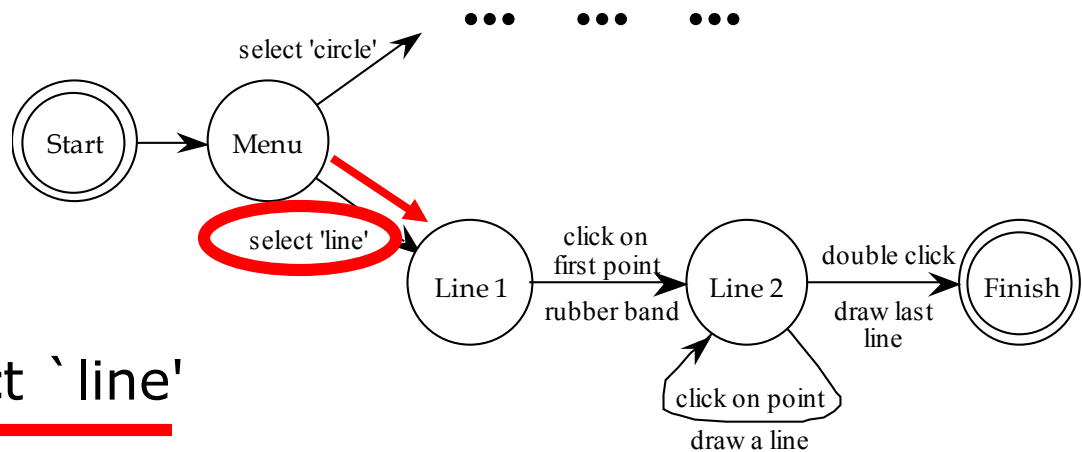 ••• ••• •••
select 'circle'
Start
Menu
select 'line'
Line 1
click on
first point
rubber band
Line 2
double click
draw last
line
Finish
click on point
draw a line
ct `line'